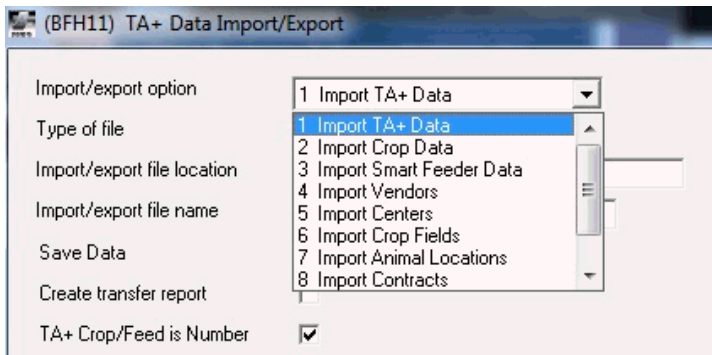 (BFH11) TA+ Data Import/Export
Import/export option
1 Import TA+ Data
Type of file
1 Import TA+ Data
2 Import Crop Data
Import/export file location
3 Import Smart Feeder Data
4 Import Vendors
Import/export file name
5 Import Centers
6 Import Crop Fields
Save Data
7 Import Animal Locations
8 Import Contracts
Create transfer report
TA+ Crop/Feed is Number